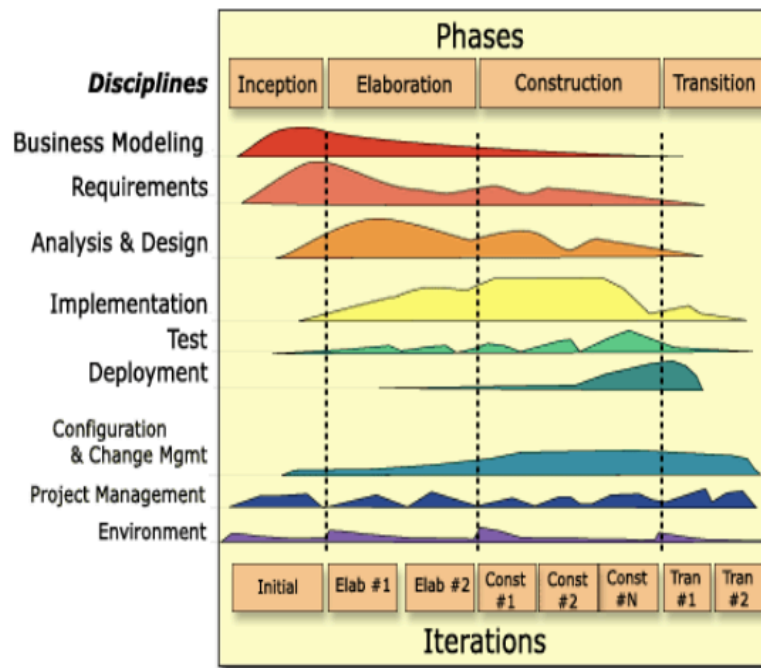 Phases
Disciplines
Inception
Elaboration
Construction
Transition
Business Modeling
Requirements
Analysis & Design
Implementation
Test
Deployment
Configuration
& Change Mgmt
Project Management
Environment
Initial
Elab #1
Elab #2
Const
#1
Const
#2
Const
#N
Tran
#1
Tran
#2
Iterations